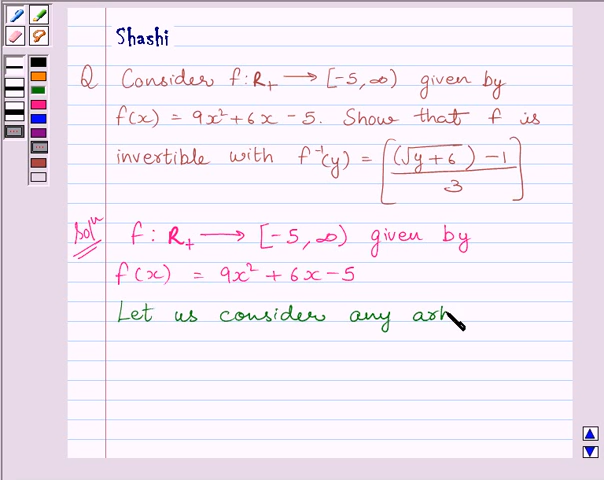 Shashi
Q Consider f: R₊ ⟶ [-5, ∞) given by
f(x) = 9x² + 6x - 5. Show that f is
invertible with f⁻¹(y) = [((√y+6) - 1)/3]
Solⁿ f: R₊ ⟶ [-5, ∞) given by
f(x) = 9x² + 6x - 5
Let us consider any